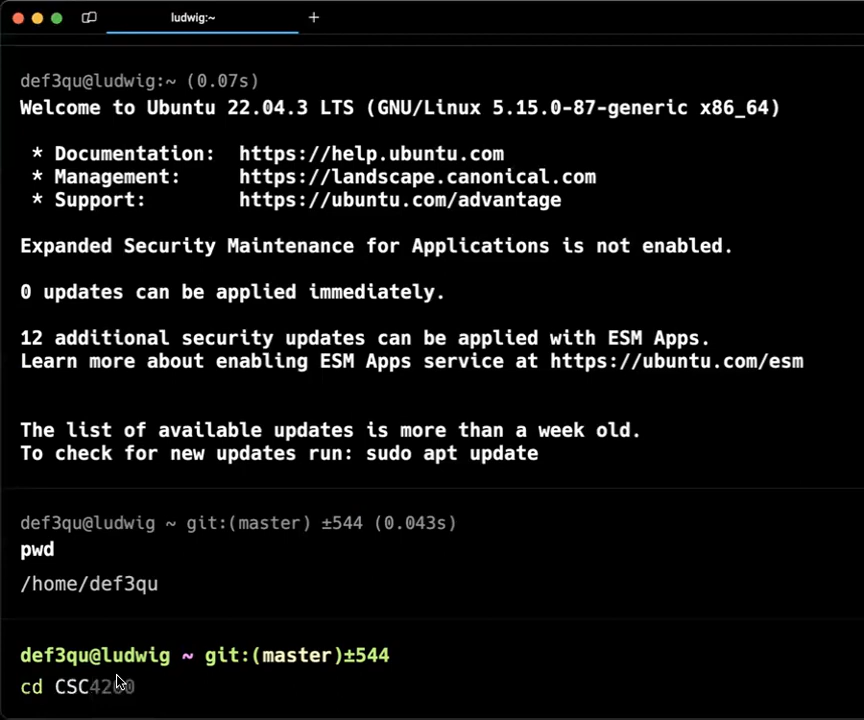 ludwig:~
def3qu@ludwig:~ (0.07s)
Welcome to Ubuntu 22.04.3 LTS (GNU/Linux 5.15.0-87-generic x86_64)
* Documentation: https://help.ubuntu.com
* Management: https://landscape.canonical.com
* Support: https://ubuntu.com/advantage
Expanded Security Maintenance for Applications is not enabled.
0 updates can be applied immediately.
12 additional security updates can be applied with ESM Apps.
Learn more about enabling ESM Apps service at https://ubuntu.com/esm
The list of available updates is more than a week old.
To check for new updates run: sudo apt update
def3qu@ludwig ~ git:(master) ±544 (0.043s)
pwd
/home/def3qu
def3qu@ludwig ~ git:(master)±544
cd CSC4200